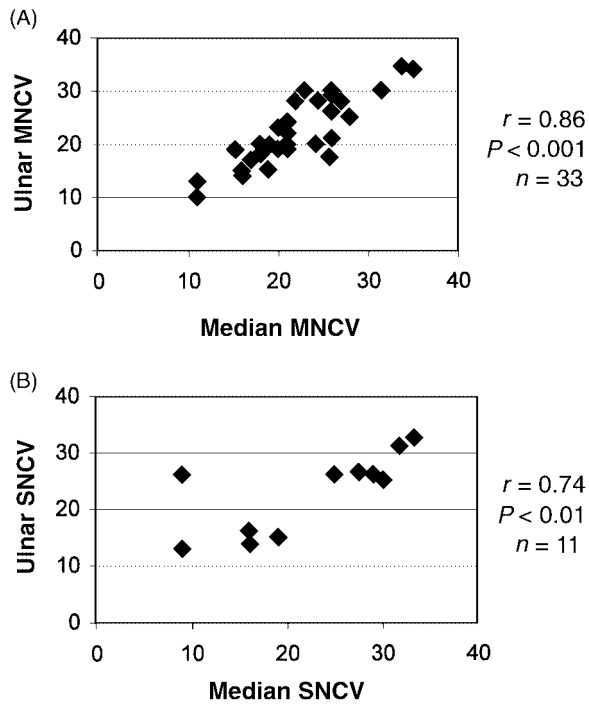 (A)
40
30
20
10
0
Ulnar MNCV
0 10 20 30 40
Median MNCV
r = 0.86
P < 0.001
n = 33
(B)
40
30
20
10
0
Ulnar SNCV
0 10 20 30 40
Median SNCV
r = 0.74
P < 0.01
n = 11